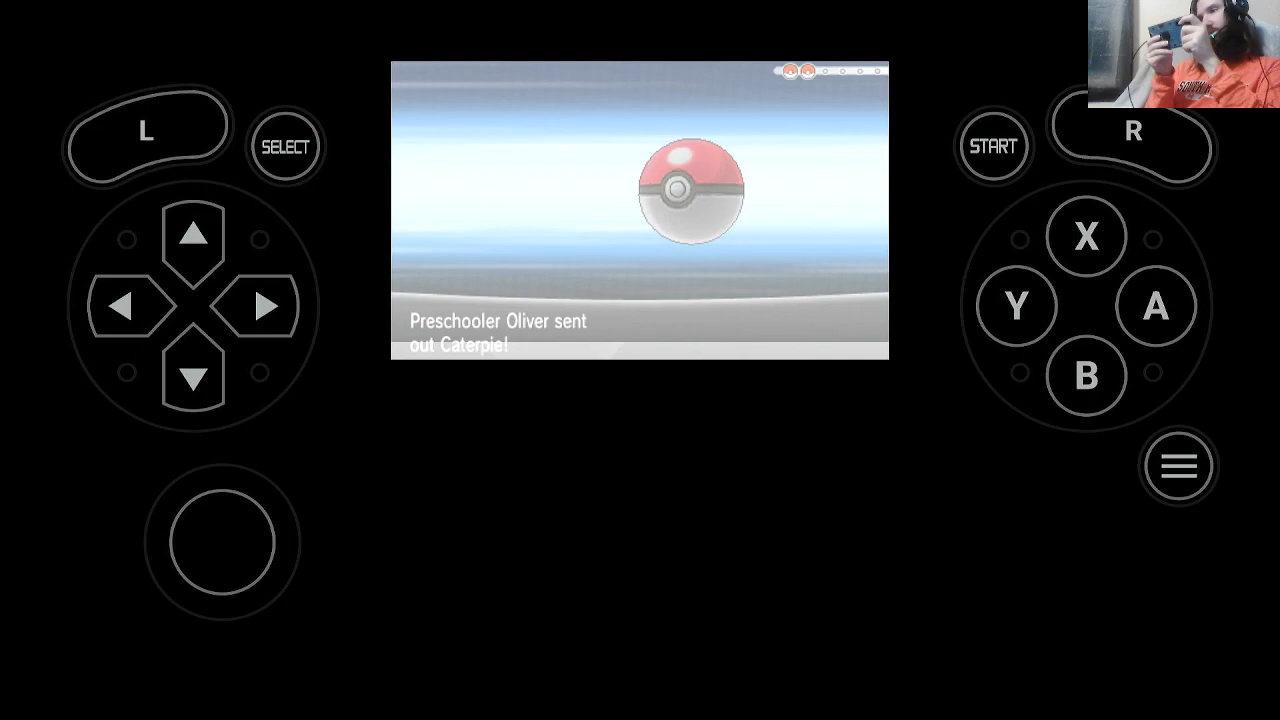 L
SELECT
START
R
X
Y
A
B
Preschooler Oliver sent
out Caterpie!